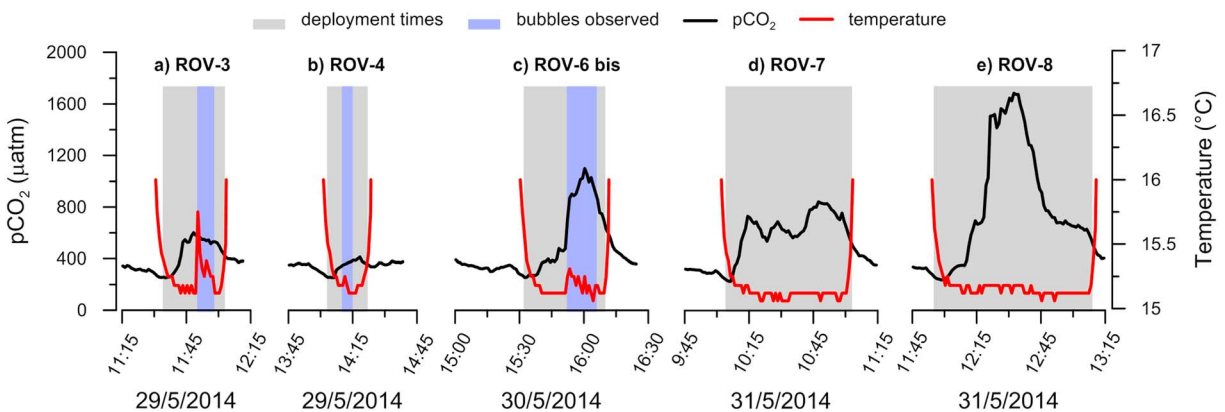 deployment times bubbles observed pCO₂ temperature
2000 1600 1200 800 400 0
pCO₂ (µatm)
a) ROV-3 b) ROV-4 c) ROV-6 bis d) ROV-7 e) ROV-8
17 16.5 16 15.5 15
Temperature (°C)
11:15 11:45 12:15 13:45 14:15 14:45 15:00 15:30 16:00 16:30 9:45 10:15 10:45 11:15 11:45 12:15 12:45 13:15
29/5/2014 29/5/2014 30/5/2014 31/5/2014 31/5/2014